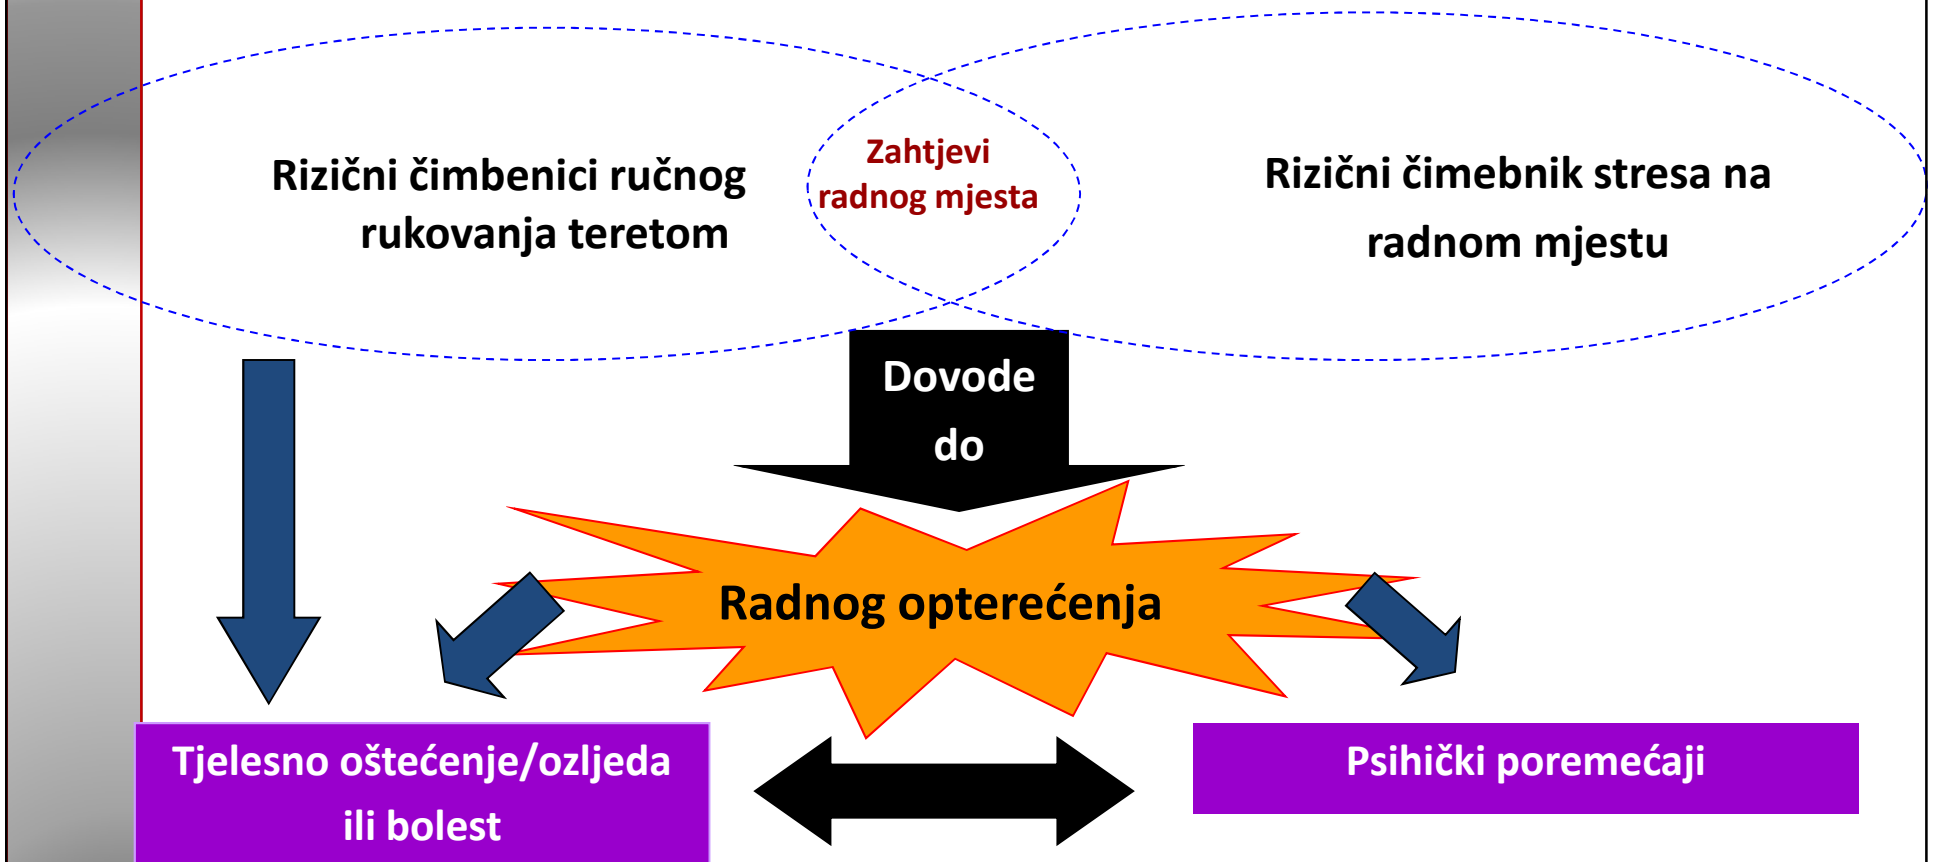 Rizični čimbenici ručnog
rukovanja teretom
Zahtjevi
radnog mjesta
Rizični čimebnik stresa na
radnom mjestu
Dovode
do
Radnog opterećenja
Tjelesno oštećenje/ozljeda
ili bolest
Psihički poremećaji